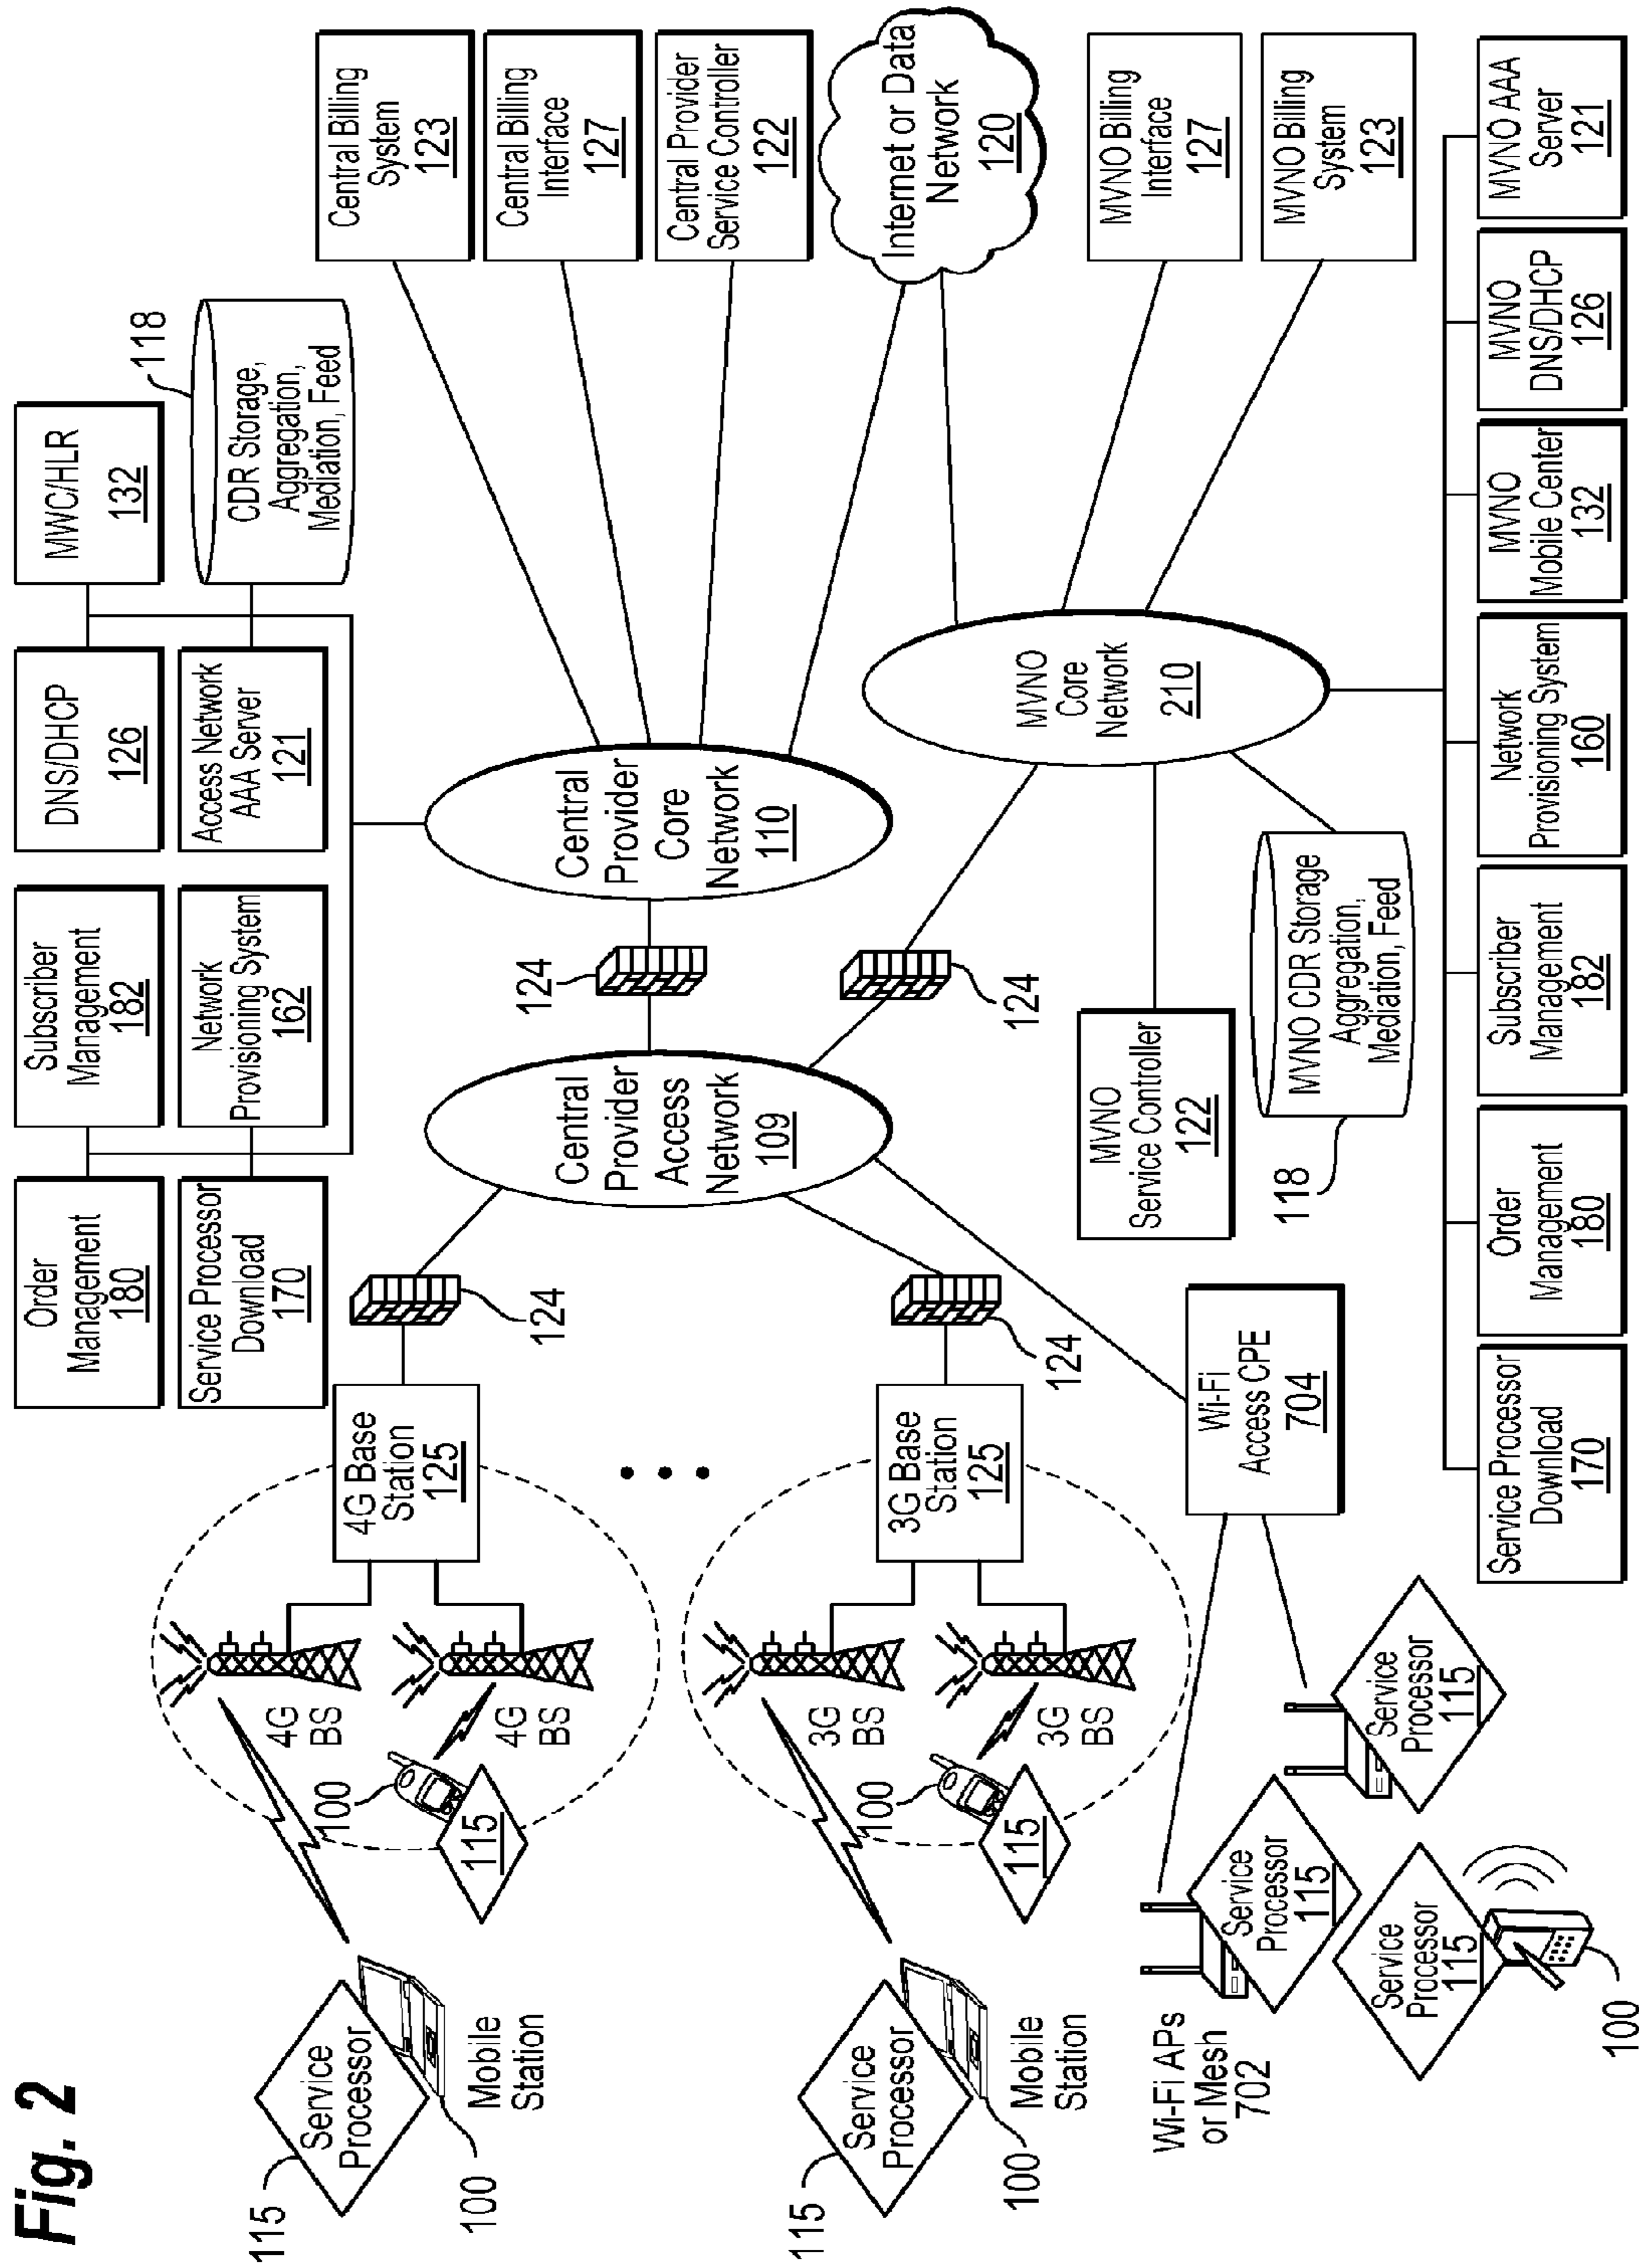 Fig. 2
Order
Management
180
Service Processor
Download
170
Subscriber
Management
182
Network
Provisioning System
162
DNS/DHCP
126
Access Network
AAA Server
121
MWC/HLR
132
118
CDR Storage,
Aggregation,
Mediation, Feed
Central Billing
System
123
Central Billing
Interface
127
Central Provider
Service Controller
122
Internet or Data
Network
120
MVNO Billing
Interface
127
MVNO Billing
System
123
115
Service
Processor
100
Mobile
Station
4G
BS
4G
BS
100
115
4G Base
Station
125
124
Central
Provider
Access
Network
109
124
Central
Provider
Core
Network
110
115
Service
Processor
100
Mobile
Station
3G
BS
3G
BS
100
115
3G Base
Station
125
124
124
MVNO
Core
Network
210
Wi-Fi APs
or Mesh
702
Service
Processor
115
Service
Processor
115
Service
Processor
115
100
Wi-Fi
Access CPE
704
MVNO
Service Controller
122
118
MVNO CDR Storage
Aggregation,
Mediation, Feed
Service Processor
Download
170
Order
Management
180
Subscriber
Management
182
Network
Provisioning System
160
MVNO
Mobile Center
132
MVNO
DNS/DHCP
126
MVNO AAA
Server
121